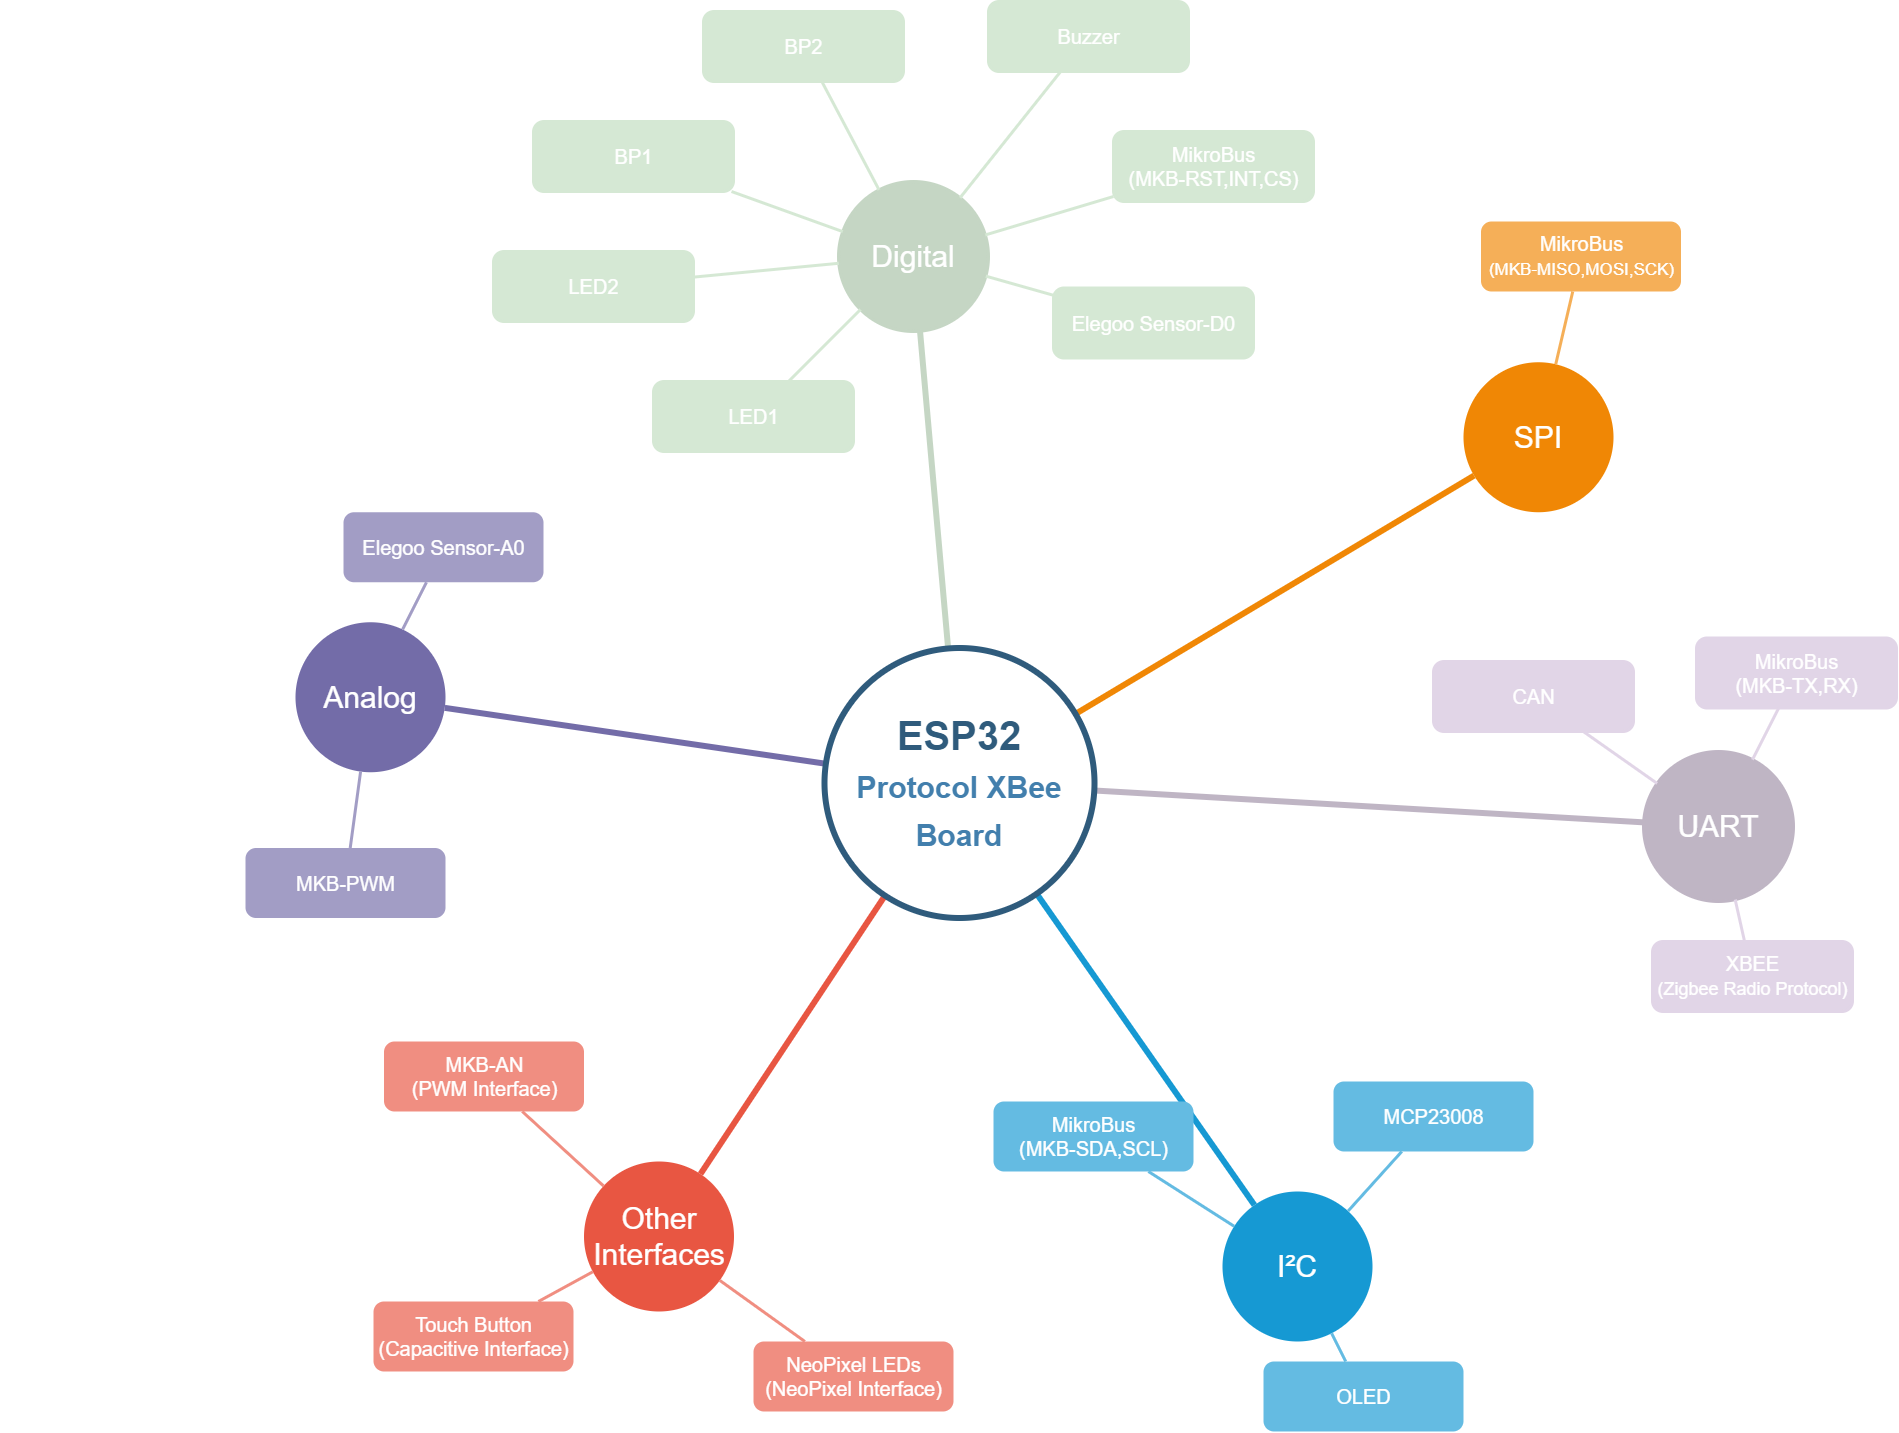 BP2
Buzzer
BP1
MikroBus
(MKB-RST,INT,CS)
Digital
LED2
Elegoo Sensor-D0
LED1
MikroBus
(MKB-MISO,MOSI,SCK)
SPI
Elegoo Sensor-A0
Analog
MKB-PWM
ESP32
Protocol XBee
Board
CAN
MikroBus
(MKB-TX,RX)
UART
XBEE
(Zigbee Radio Protocol)
MKB-AN
(PWM Interface)
Other
Interfaces
Touch Button
(Capacitive Interface)
NeoPixel LEDs
(NeoPixel Interface)
MikroBus
(MKB-SDA,SCL)
MCP23008
I²C
OLED